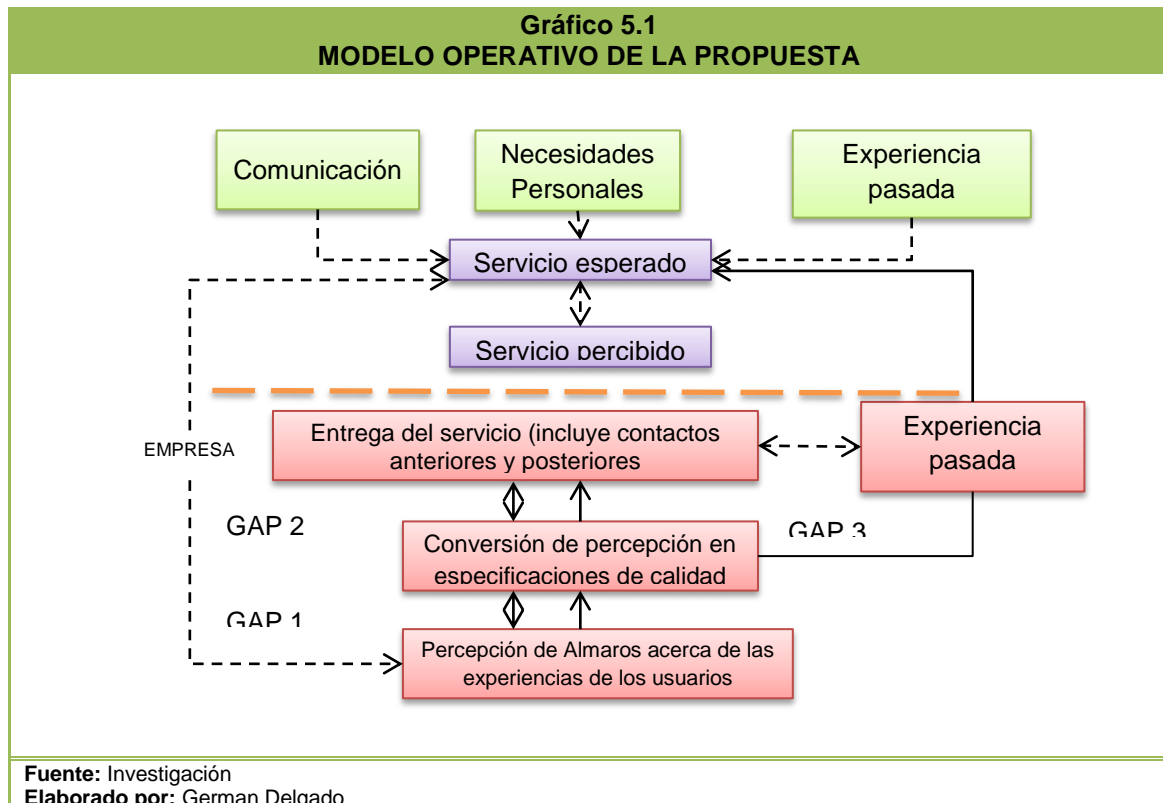 Gráfico 5.1
MODELO OPERATIVO DE LA PROPUESTA
Comunicación
Necesidades
Personales
Experiencia
pasada
Servicio esperado
Servicio percibido
Entrega del servicio (incluye contactos
anteriores y posteriores
Experiencia
pasada
EMPRESA
GAP 2
GAP 3
Conversión de percepción en
especificaciones de calidad
GAP 1
Percepción de Almaros acerca de las
experiencias de los usuarios
Fuente: Investigación
Elaborado por: German Delgado